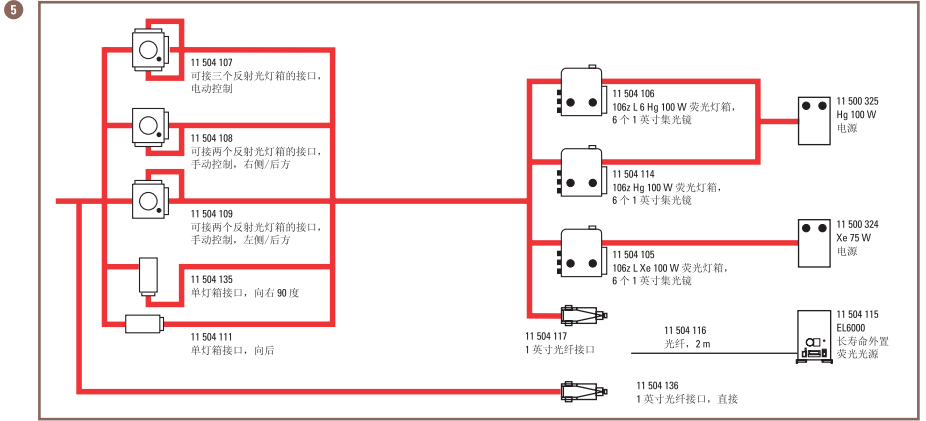 5
11 504 107
可接三个反射光灯箱的接口，
电动控制
11 504 108
可接两个反射光灯箱的接口，
手动控制，右侧/后方
11 504 109
可接两个反射光灯箱的接口，
手动控制，左侧/后方
11 504 135
单灯箱接口，向右 90 度
11 504 111
单灯箱接口，向后
11 504 106
106z L 6 Hg 100 W 荧光灯箱，
6 个 1 英寸集光镜
11 504 114
106z Hg 100 W 荧光灯箱，
6 个 1 英寸集光镜
11 504 105
106z L Xe 100 W 荧光灯箱，
6 个 1 英寸集光镜
11 504 117
1 英寸光纤接口
11 504 116
光纤，2 m
11 504 136
1 英寸光纤接口，直接
11 500 325
Hg 100 W
电源
11 500 324
Xe 75 W
电源
11 504 115
EL6000
长寿命外置
荧光光源